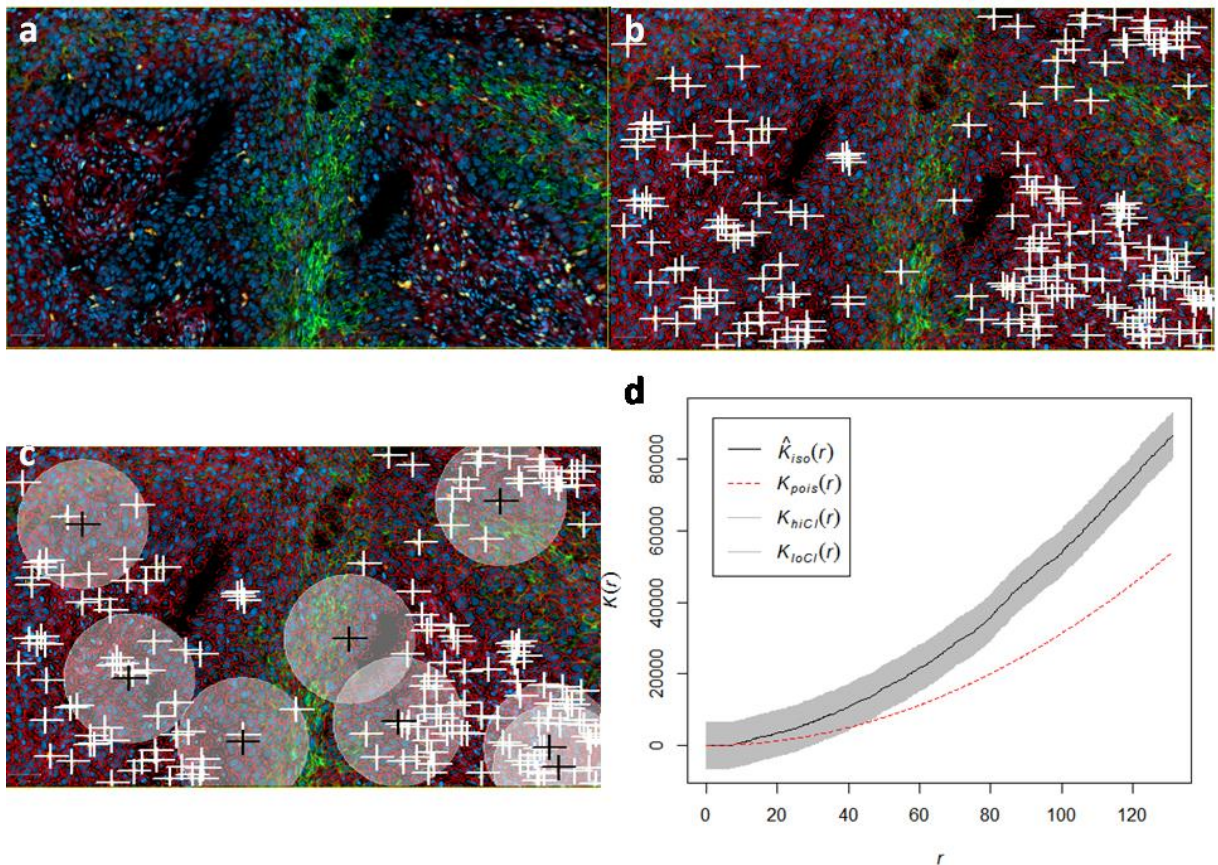 a
b
c
d
K̂iso(r)
Kpois(r)
KhiCI(r)
KloCI(r)
K(r)
0
20000
40000
60000
80000
0
20
40
60
80
100
120
r